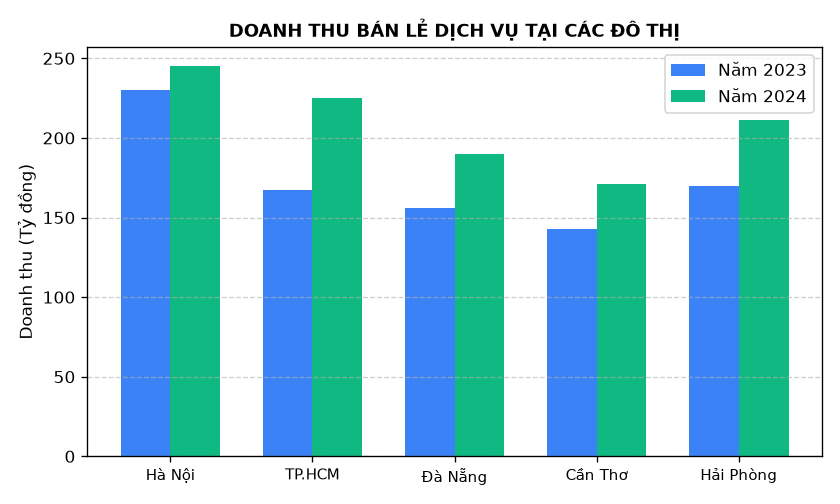 DOANH THU BÁN LẺ DỊCH VỤ TẠI CÁC ĐÔ THỊ
Doanh thu (Tỷ đồng)
250
200
150
100
50
0
Năm 2023
Năm 2024
Hà Nội TP.HCM Đà Nẵng Cần Thơ Hải Phòng